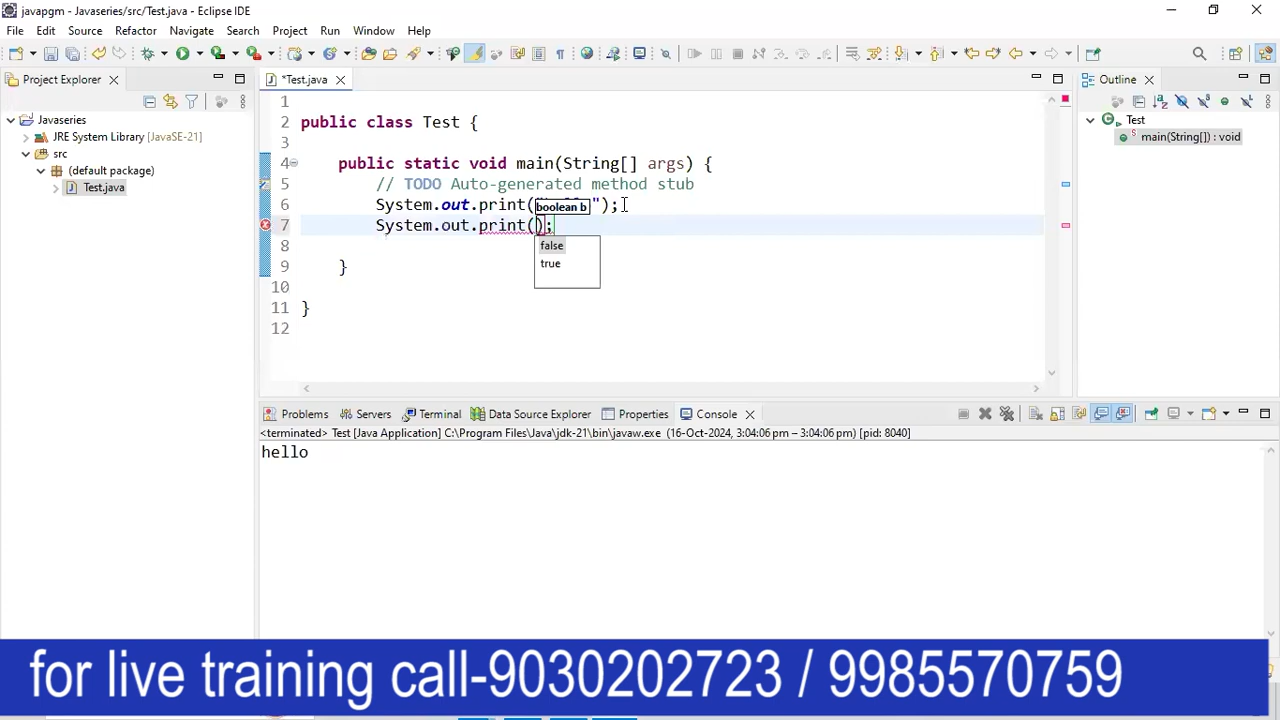 javapgm - Javaseries/src/Test.java - Eclipse IDE
File Edit Source Refactor Navigate Search Project Run Window Help
Project Explorer
*Test.java
Outline
Javaseries
JRE System Library [JavaSE-21]
src
(default package)
Test.java
1
2 public class Test {
3
4 public static void main(String[] args) {
5 // TODO Auto-generated method stub
6 System.out.print( ");
boolean b
7 System.out.print();
false
true
8
9 }
10
11 }
12
Test
main(String[]) : void
Problems Servers Terminal Data Source Explorer Properties Console
<terminated> Test [Java Application] C:\Program Files\Java\jdk-21\bin\javaw.exe (16-Oct-2024, 3:04:06 pm – 3:04:06 pm) [pid: 8040]
hello
for live training call-9030202723 / 9985570759